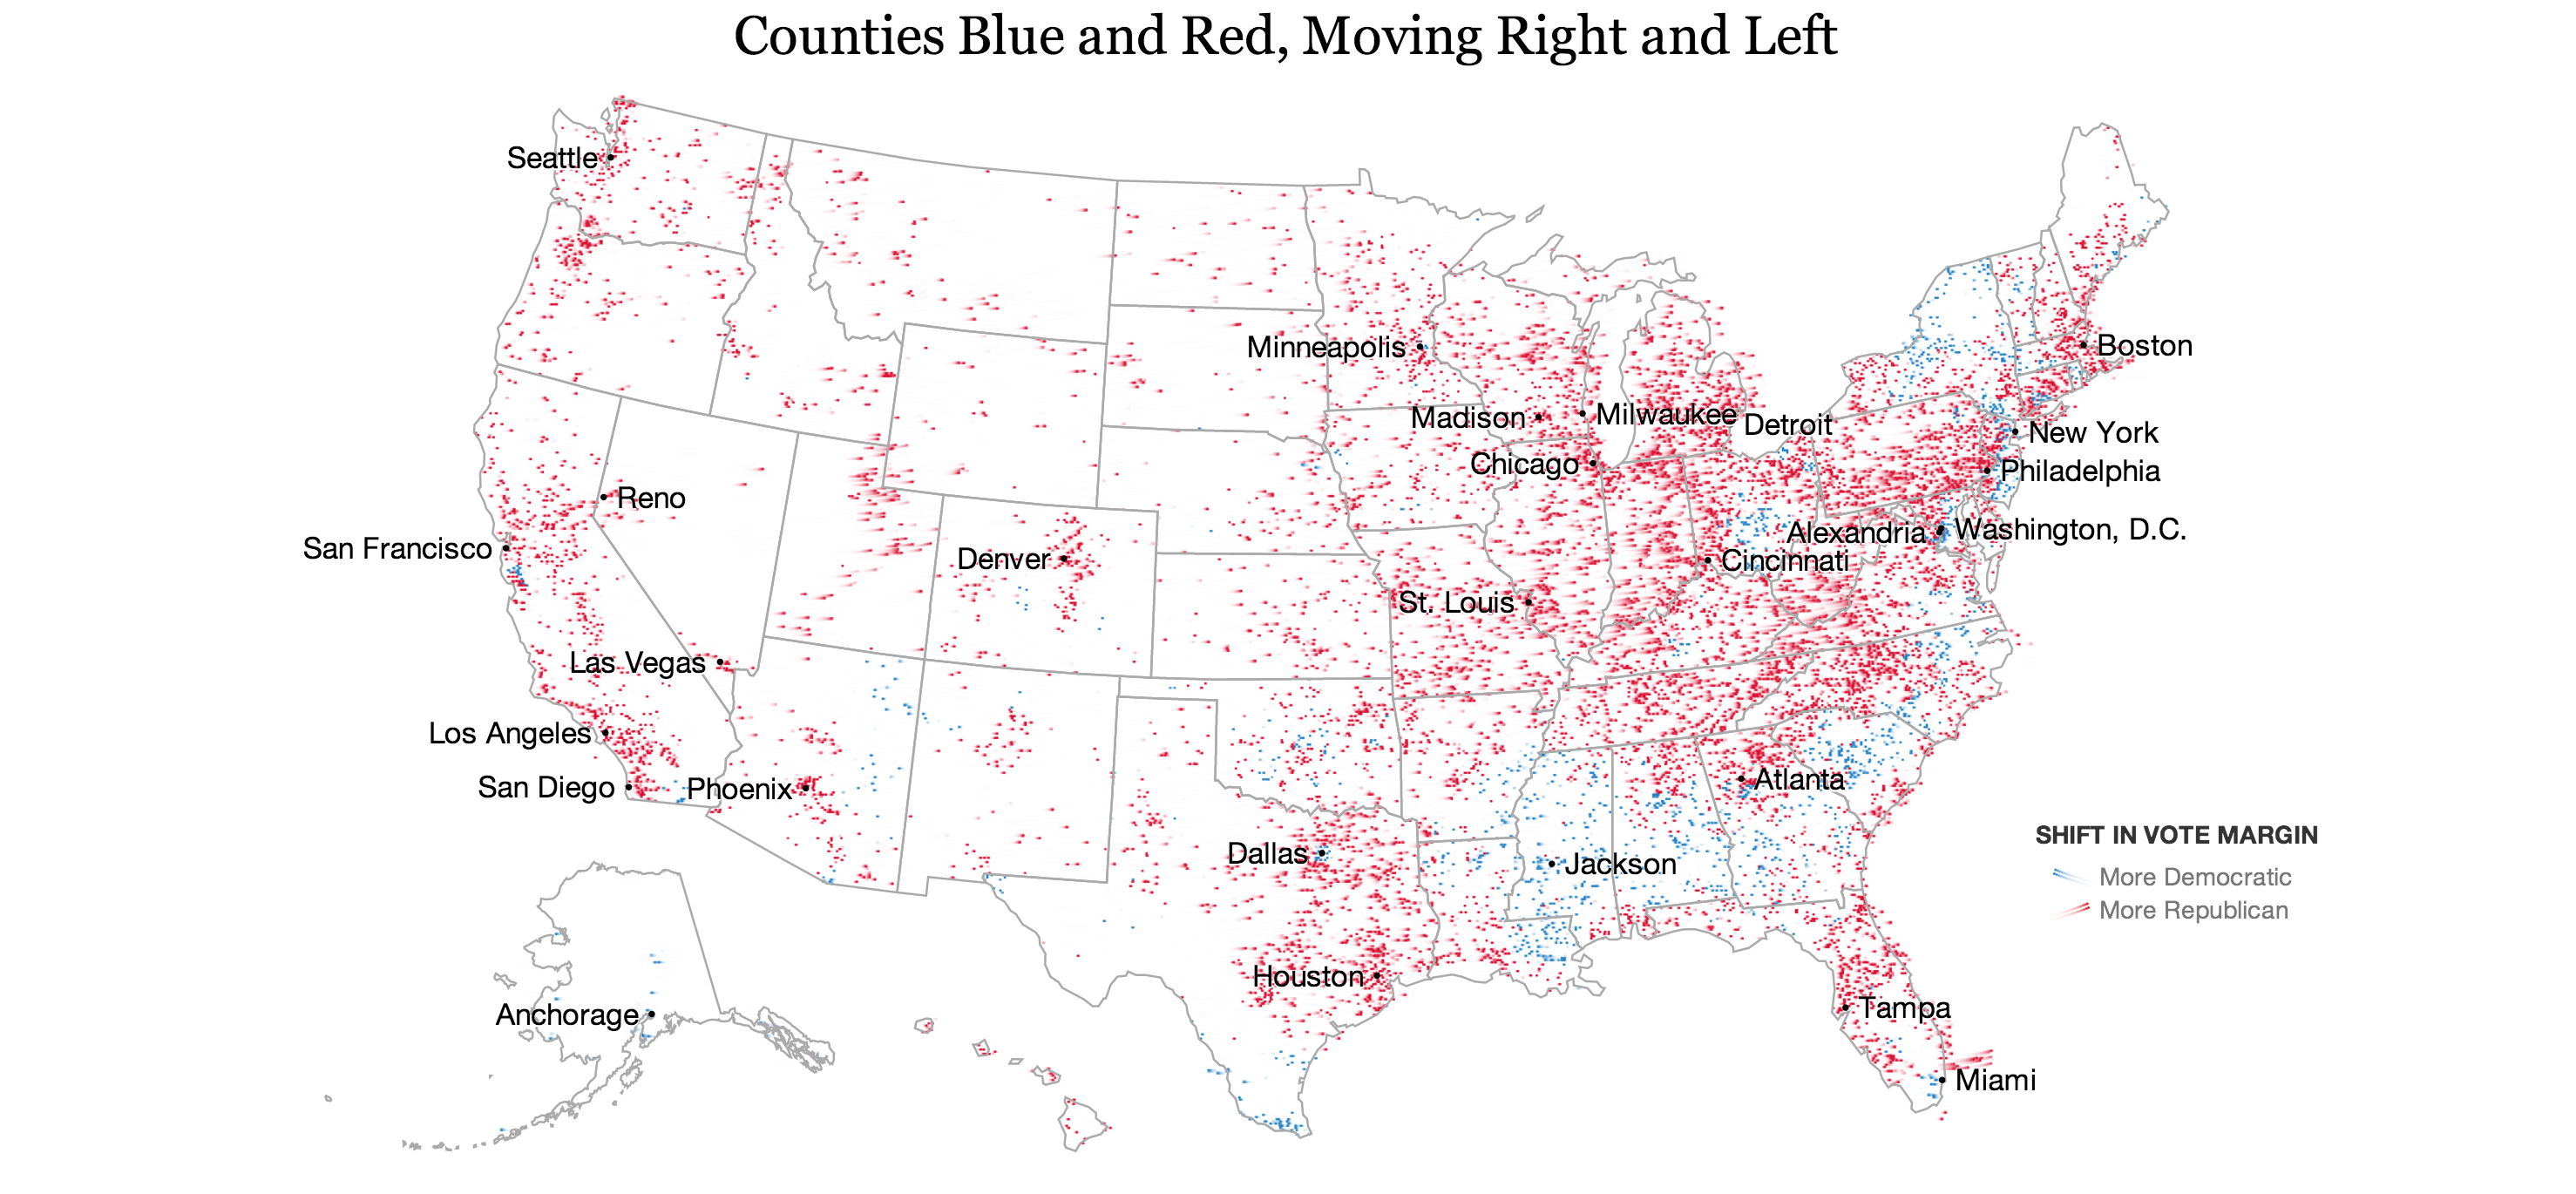 Counties Blue and Red, Moving Right and Left
Seattle
Minneapolis
Boston
Madison
Milwaukee
Detroit
New York
Chicago
Philadelphia
Reno
San Francisco
Denver
Alexandria
Washington, D.C.
Cincinnati
St. Louis
Las Vegas
Los Angeles
San Diego
Phoenix
Atlanta
Dallas
Jackson
SHIFT IN VOTE MARGIN
More Democratic
More Republican
Houston
Anchorage
Tampa
Miami